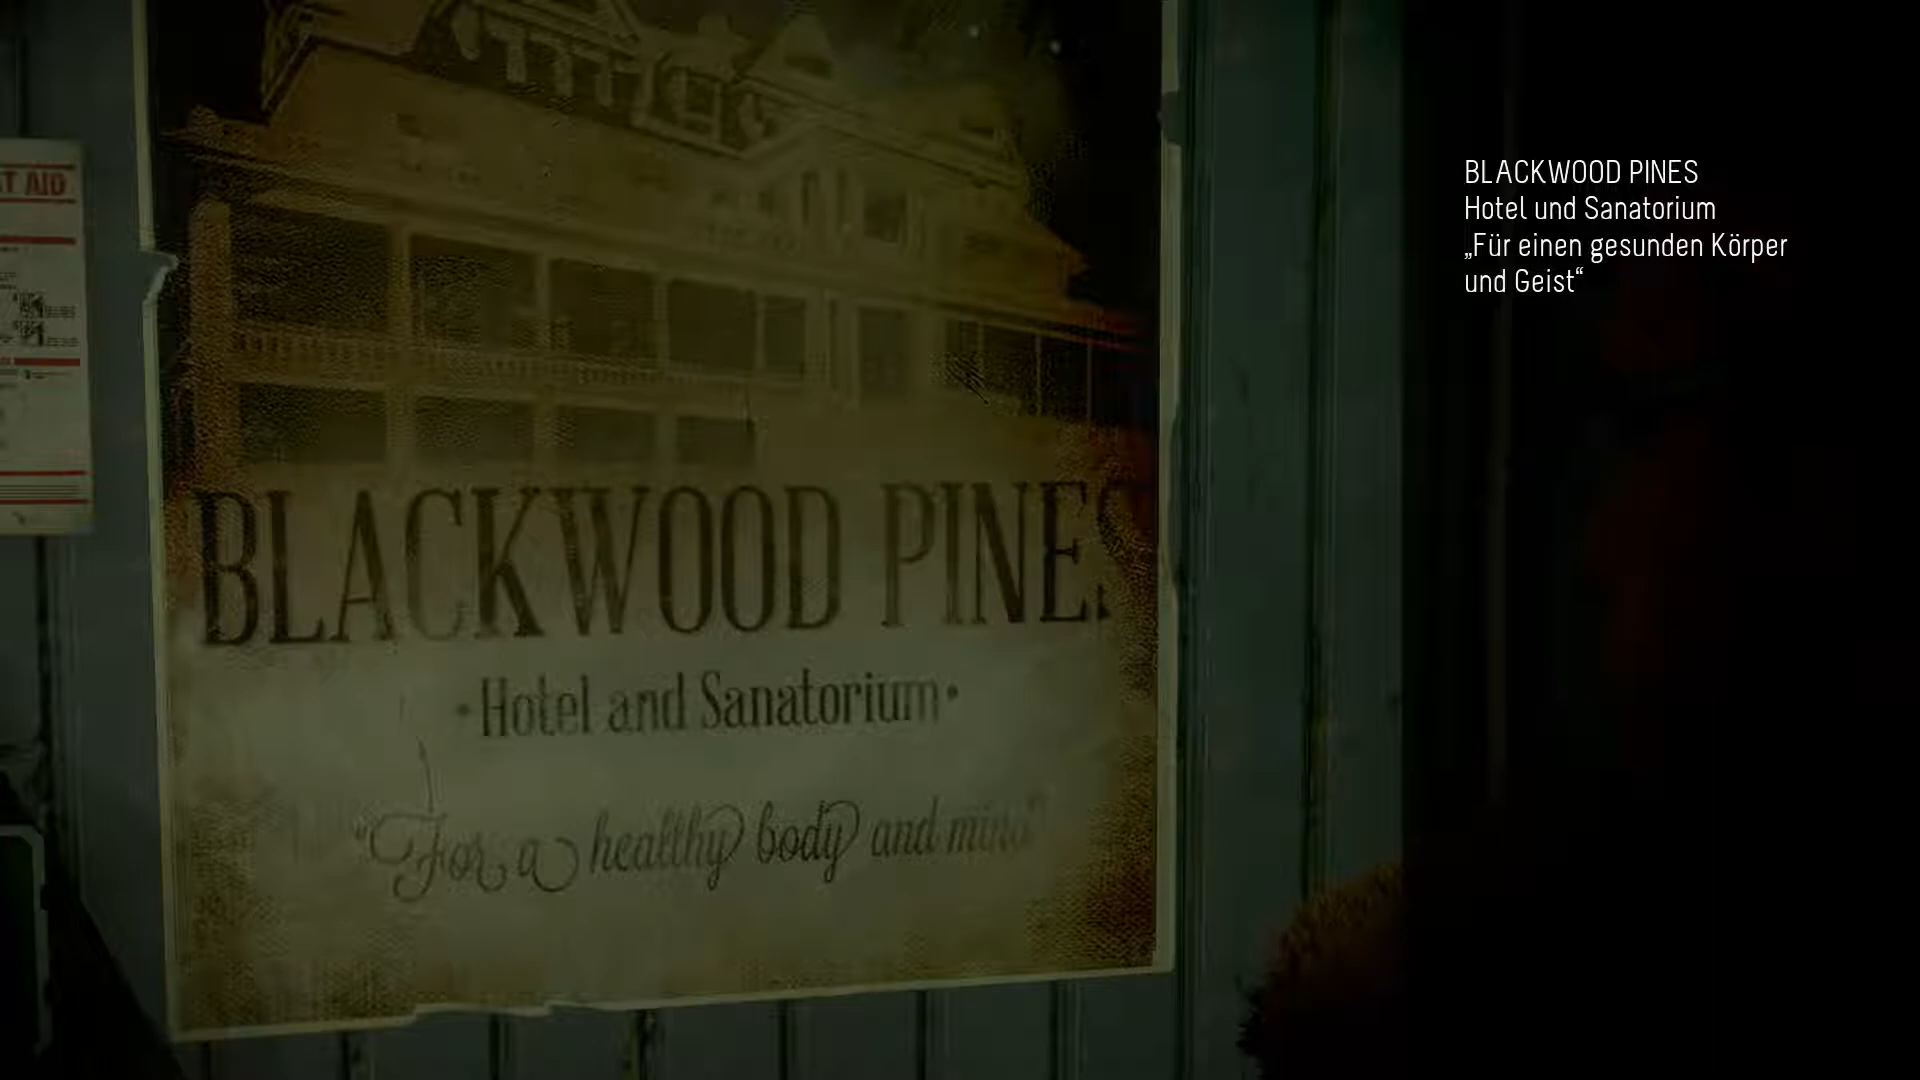 T AID
BLACKWOOD PINES
·Hotel and Sanatorium·
"For a healthy body and mind"
BLACKWOOD PINES
Hotel und Sanatorium
„Für einen gesunden Körper
und Geist“